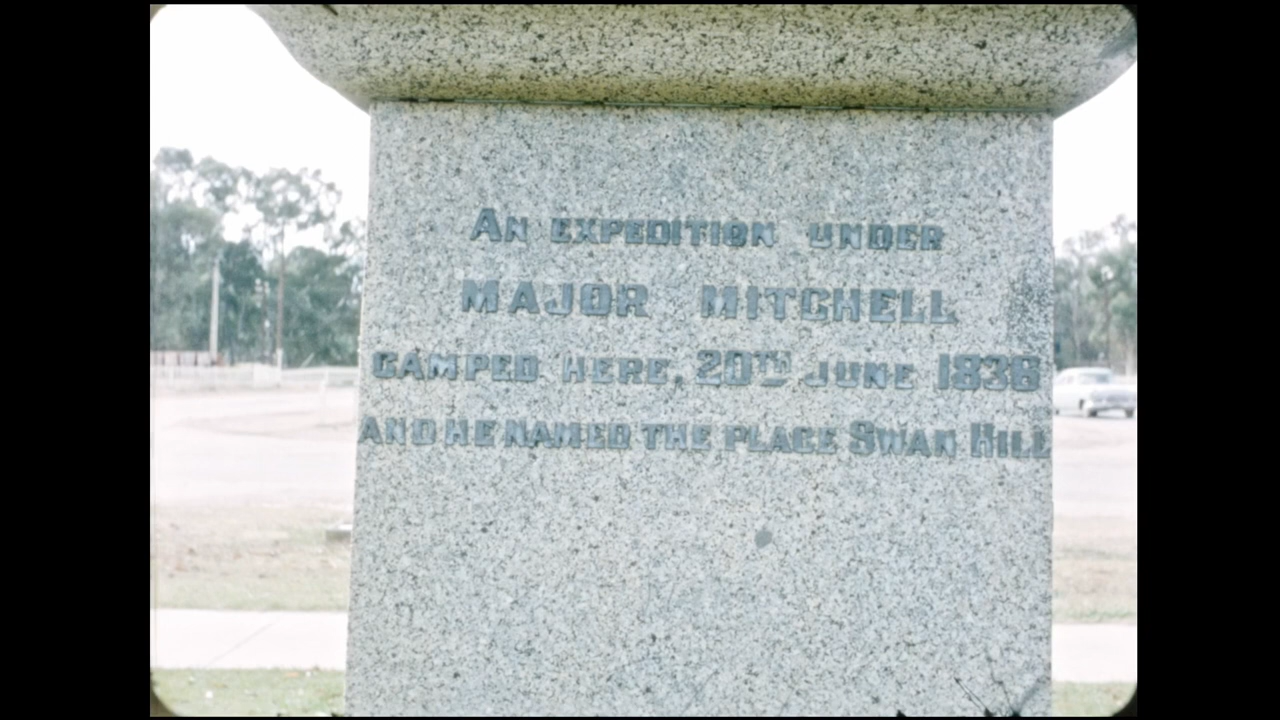 AN EXPEDITION UNDER
MAJOR MITCHELL
CAMPED HERE, 20TH JUNE 1836
AND HE NAMED THE PLACE SWAN HILL